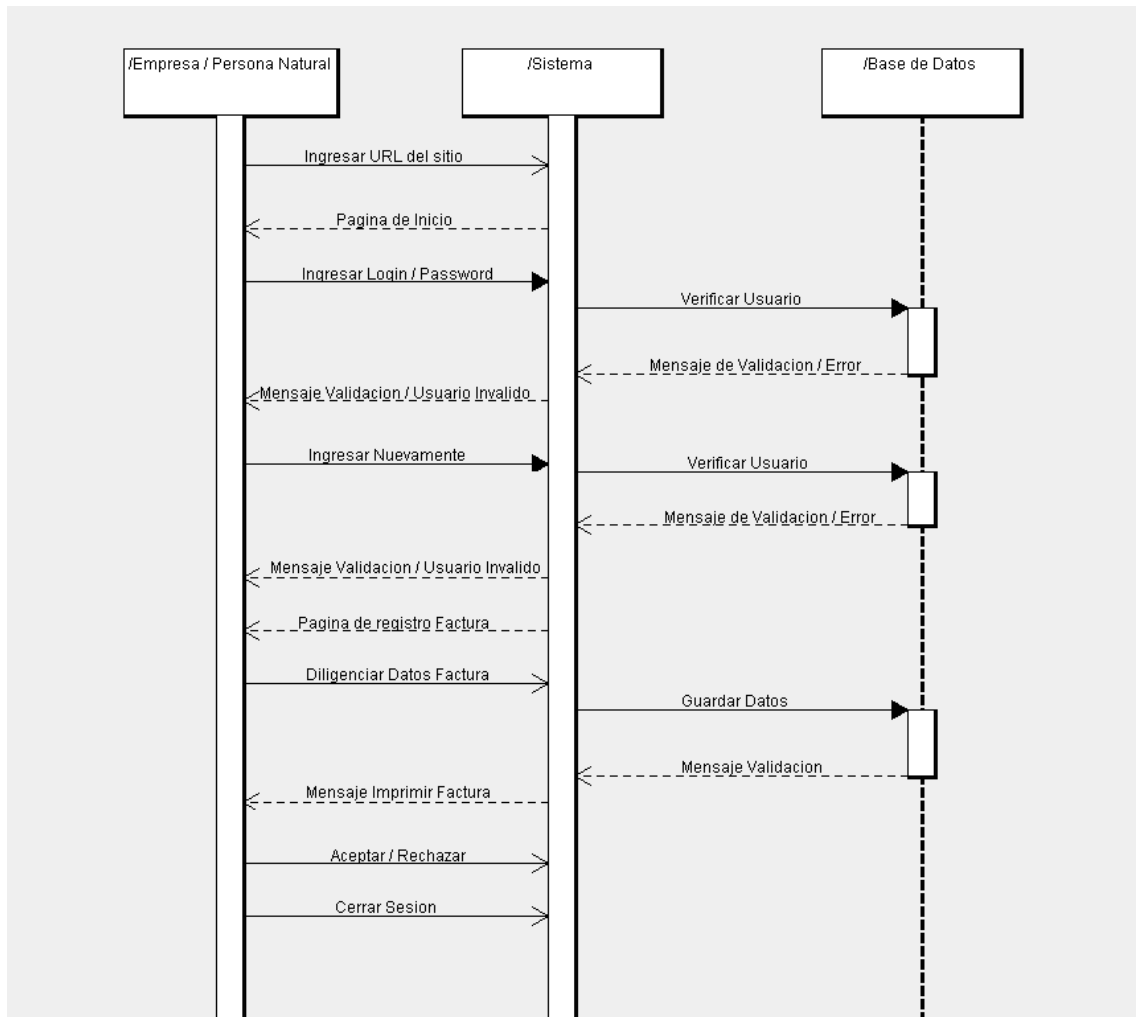 /Empresa / Persona Natural
/Sistema
/Base de Datos
Ingresar URL del sitio
Pagina de Inicio
Ingresar Login / Password
Verificar Usuario
Mensaje de Validacion / Error
Mensaje Validacion / Usuario Invalido
Ingresar Nuevamente
Verificar Usuario
Mensaje de Validacion / Error
Mensaje Validacion / Usuario Invalido
Pagina de registro Factura
Diligenciar Datos Factura
Guardar Datos
Mensaje Validacion
Mensaje Imprimir Factura
Aceptar / Rechazar
Cerrar Sesion